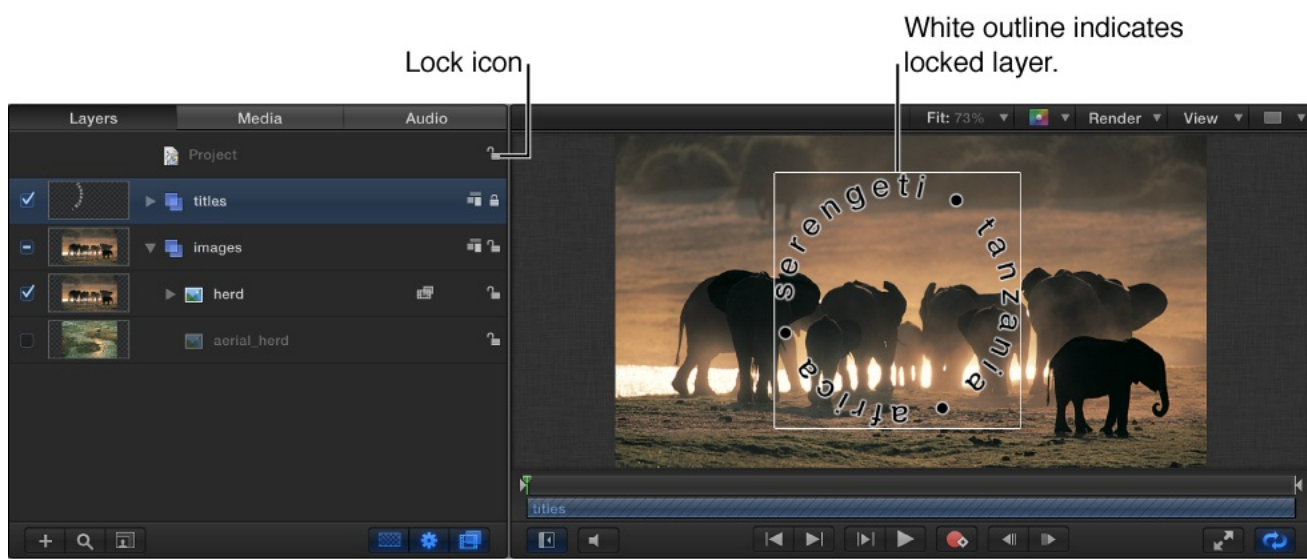 White outline indicates
locked layer.
Lock icon
Layers Media Audio
Fit: 73% Render View
Project
titles
images
herd
aerial_herd
serengeti • tanzania • africa •
titles